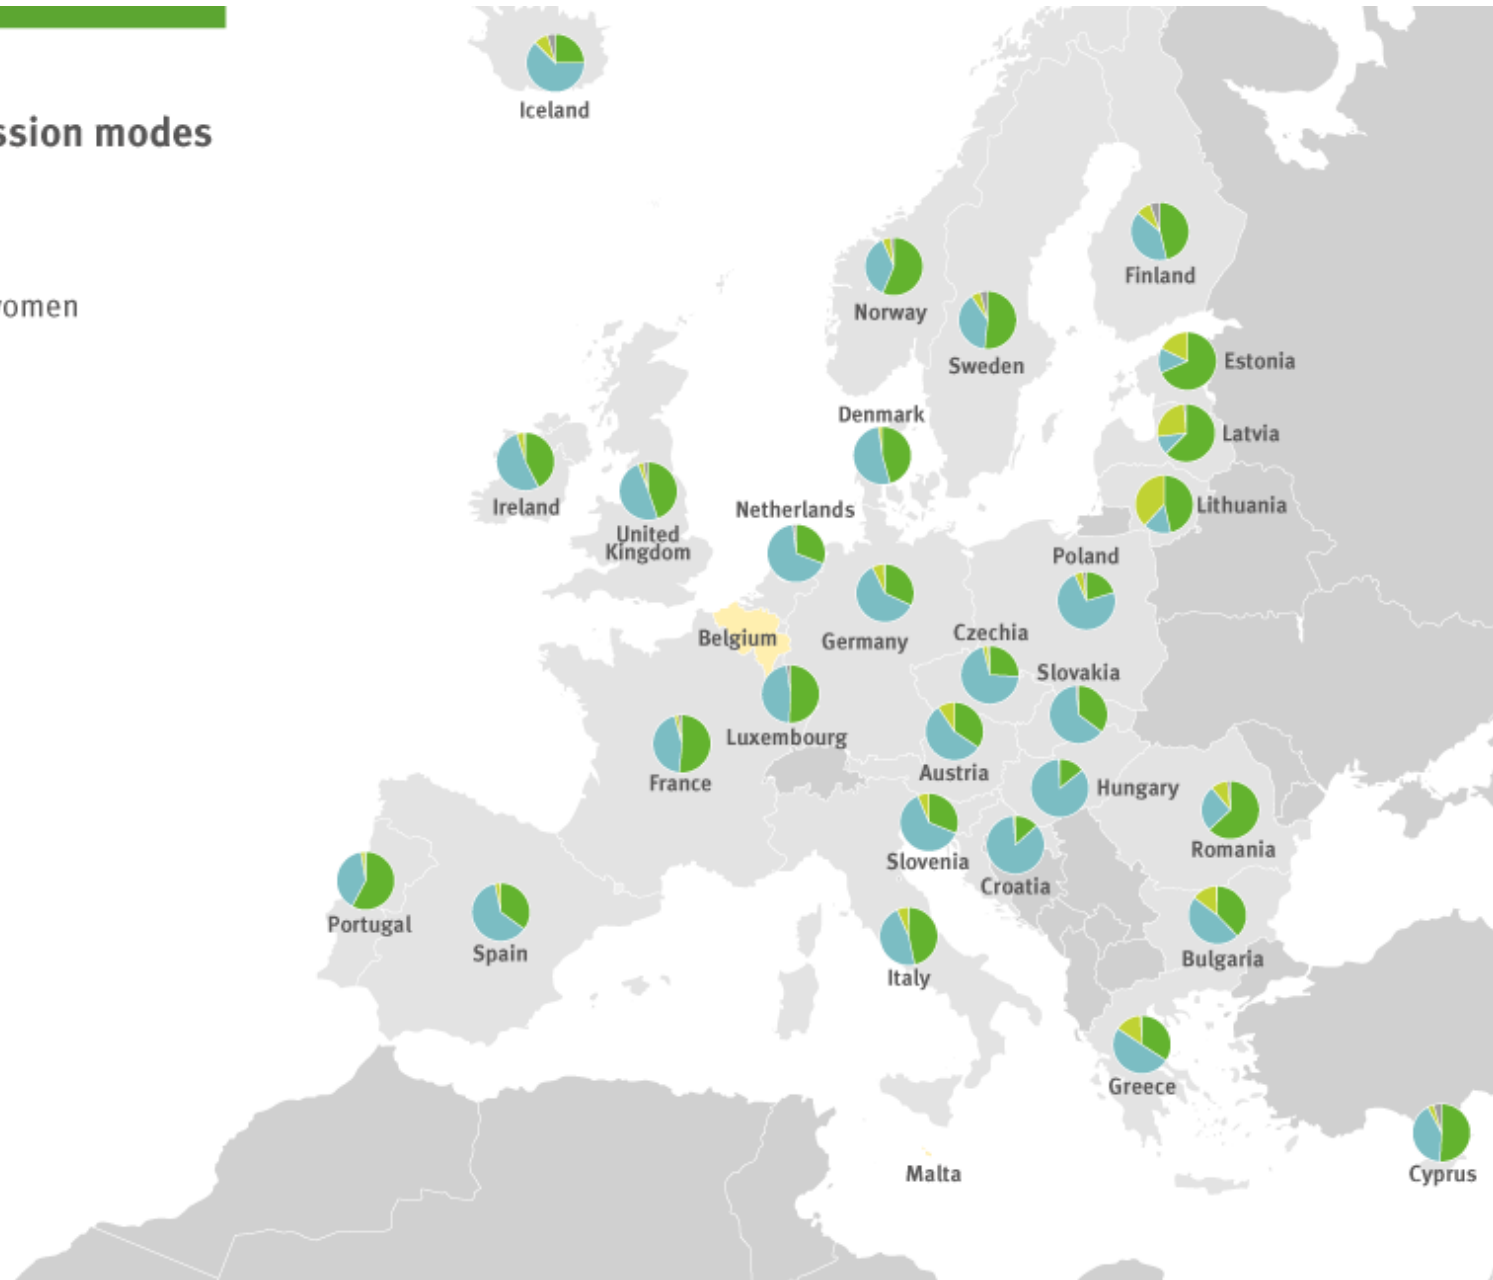 ssion modes
women
Iceland
Finland
Norway
Sweden
Estonia
Denmark
Latvia
Ireland
Netherlands
Lithuania
United
Kingdom
Poland
Belgium
Germany
Czechia
Slovakia
Luxembourg
France
Austria
Hungary
Slovenia
Romania
Croatia
Portugal
Spain
Italy
Bulgaria
Greece
Malta
Cyprus